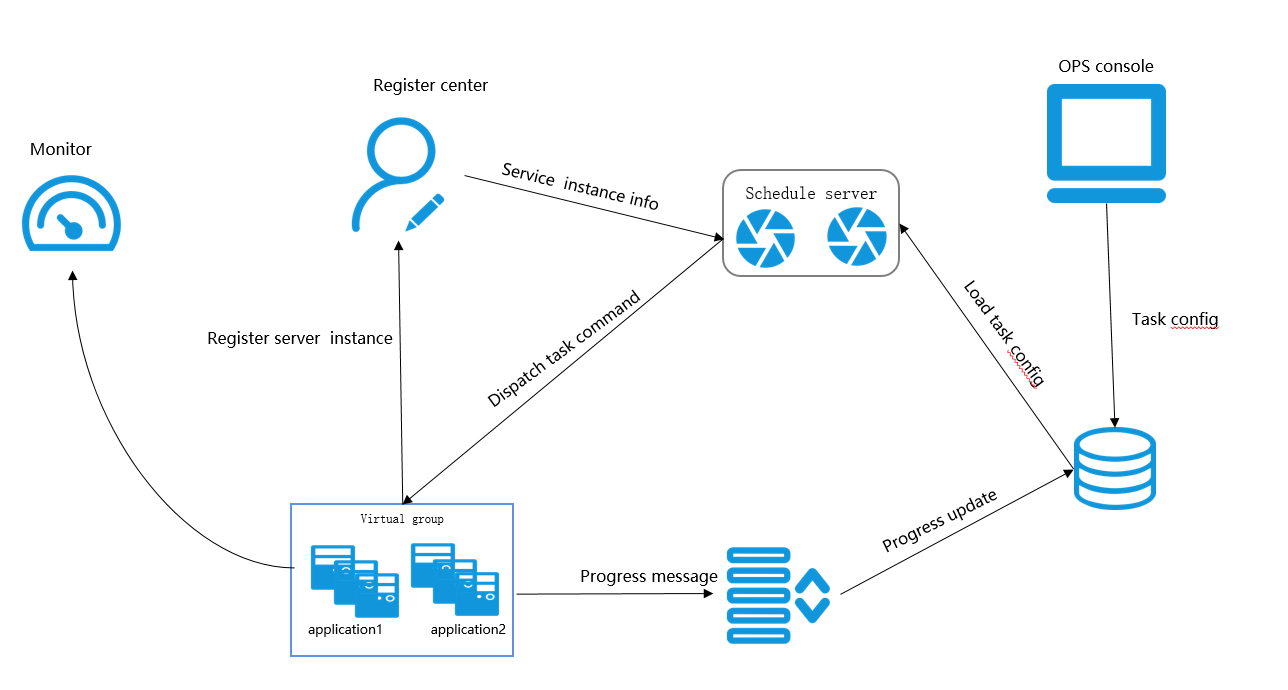 OPS console
Register center
Monitor
Service instance info
Schedule server
Load task config
Task config
Register server instance
Dispatch task command
Progress update
Virtual group
Progress message
application1
application2